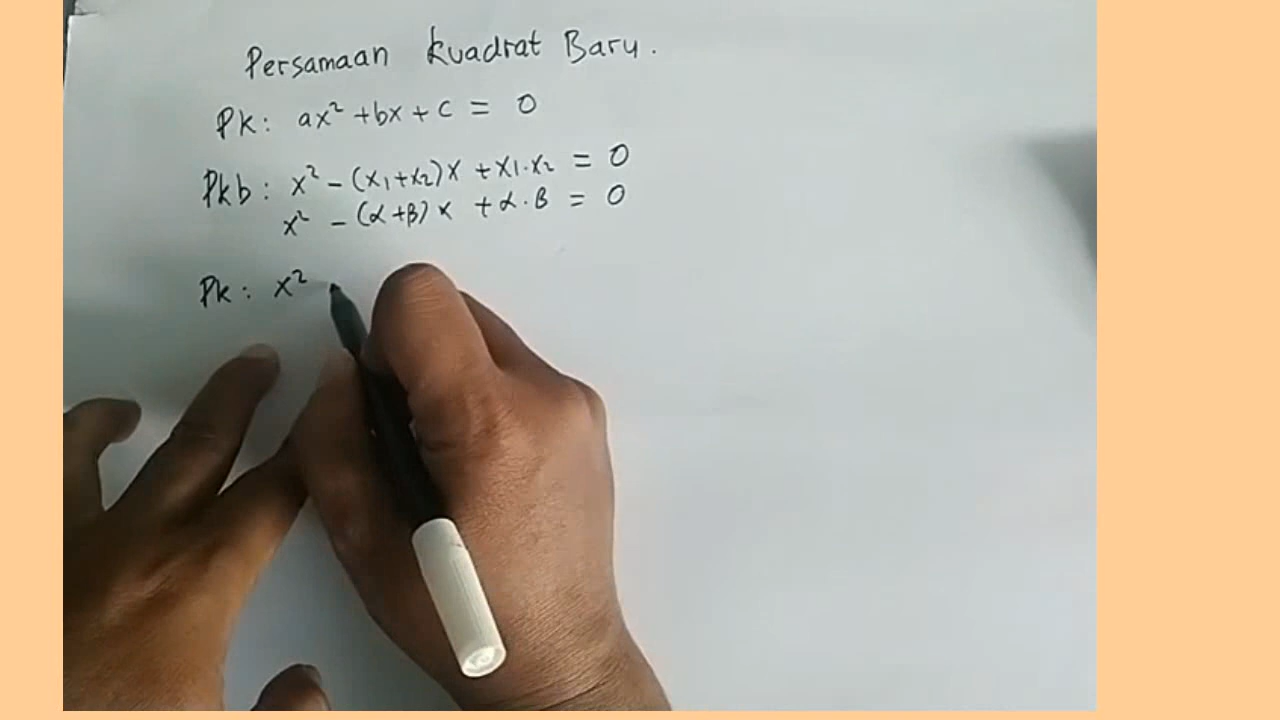 Persamaan Kuadrat Baru.
Pk: ax² + bx + c = 0
Pkb: x² - (x₁+x₂)x + x₁.x₂ = 0
x² - (α+β)x + α.β = 0
Pk: x²